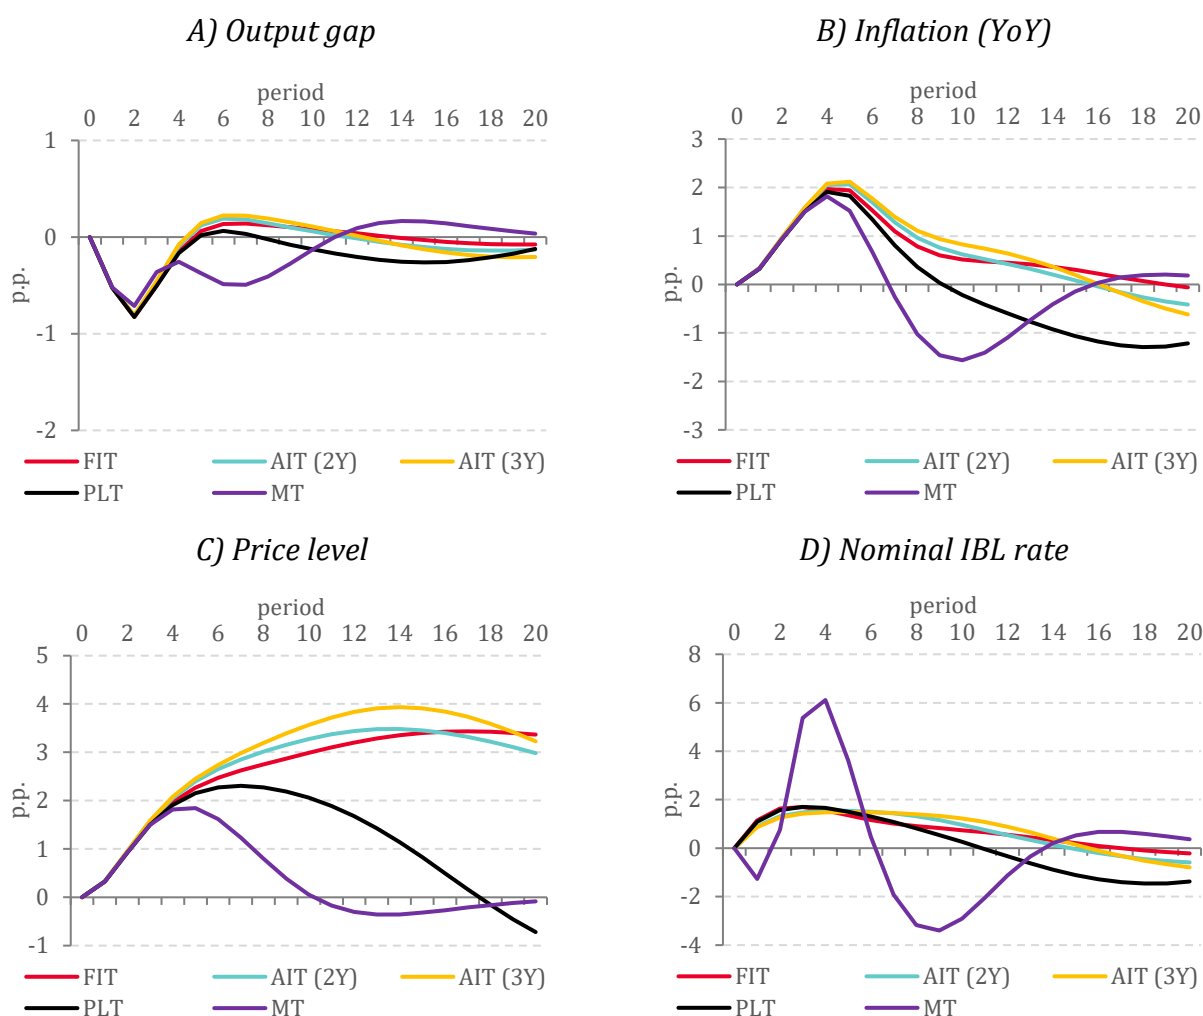 A) Output gap
period
0 2 4 6 8 10 12 14 16 18 20
1
0
-1
-2
p.p.
FIT AIT (2Y) AIT (3Y)
PLT MT
B) Inflation (YoY)
period
0 2 4 6 8 10 12 14 16 18 20
3
2
1
0
-1
-2
-3
p.p.
FIT AIT (2Y) AIT (3Y)
PLT MT
C) Price level
period
0 2 4 6 8 10 12 14 16 18 20
5
4
3
2
1
0
-1
p.p.
FIT AIT (2Y) AIT (3Y)
PLT MT
D) Nominal IBL rate
period
0 2 4 6 8 10 12 14 16 18 20
8
6
4
2
0
-2
-4
p.p.
FIT AIT (2Y) AIT (3Y)
PLT MT